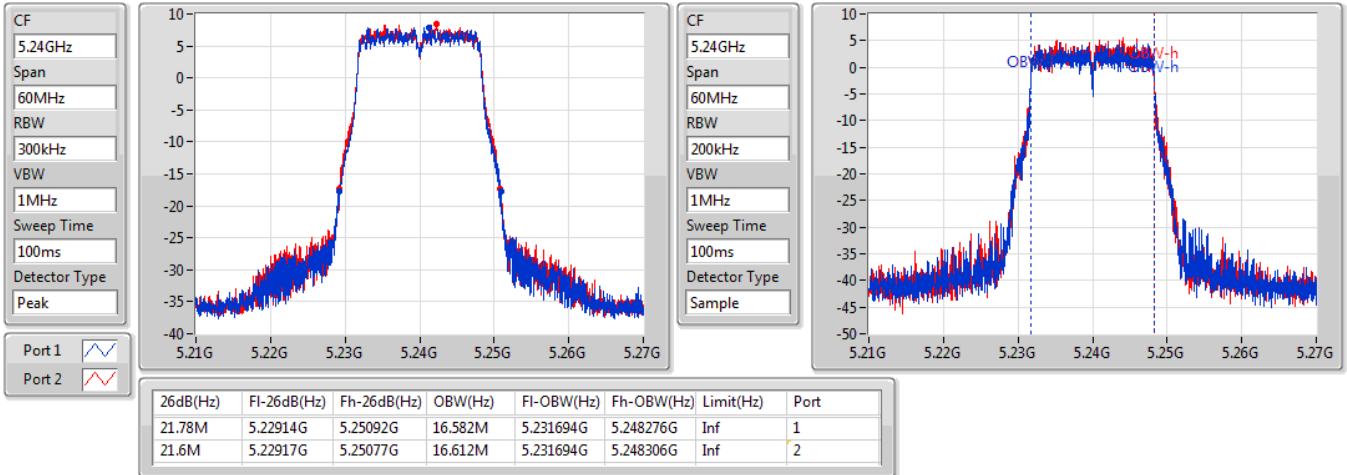 CF
5.24GHz
Span
60MHz
RBW
300kHz
VBW
1MHz
Sweep Time
100ms
Detector Type
Peak
10
5
0
-5
-10
-15
-20
-25
-30
-35
-40
5.21G 5.22G 5.23G 5.24G 5.25G 5.26G 5.27G
CF
5.24GHz
Span
60MHz
RBW
200kHz
VBW
1MHz
Sweep Time
100ms
Detector Type
Sample
10
5
0
-5
-10
-15
-20
-25
-30
-35
-40
-45
-50
5.21G 5.22G 5.23G 5.24G 5.25G 5.26G 5.27G
Port 1
Port 2
26dB(Hz) Fl-26dB(Hz) Fh-26dB(Hz) OBW(Hz) Fl-OBW(Hz) Fh-OBW(Hz) Limit(Hz) Port
21.78M 5.22914G 5.25092G 16.582M 5.231694G 5.248276G Inf 1
21.6M 5.22917G 5.25077G 16.612M 5.231694G 5.248306G Inf 2